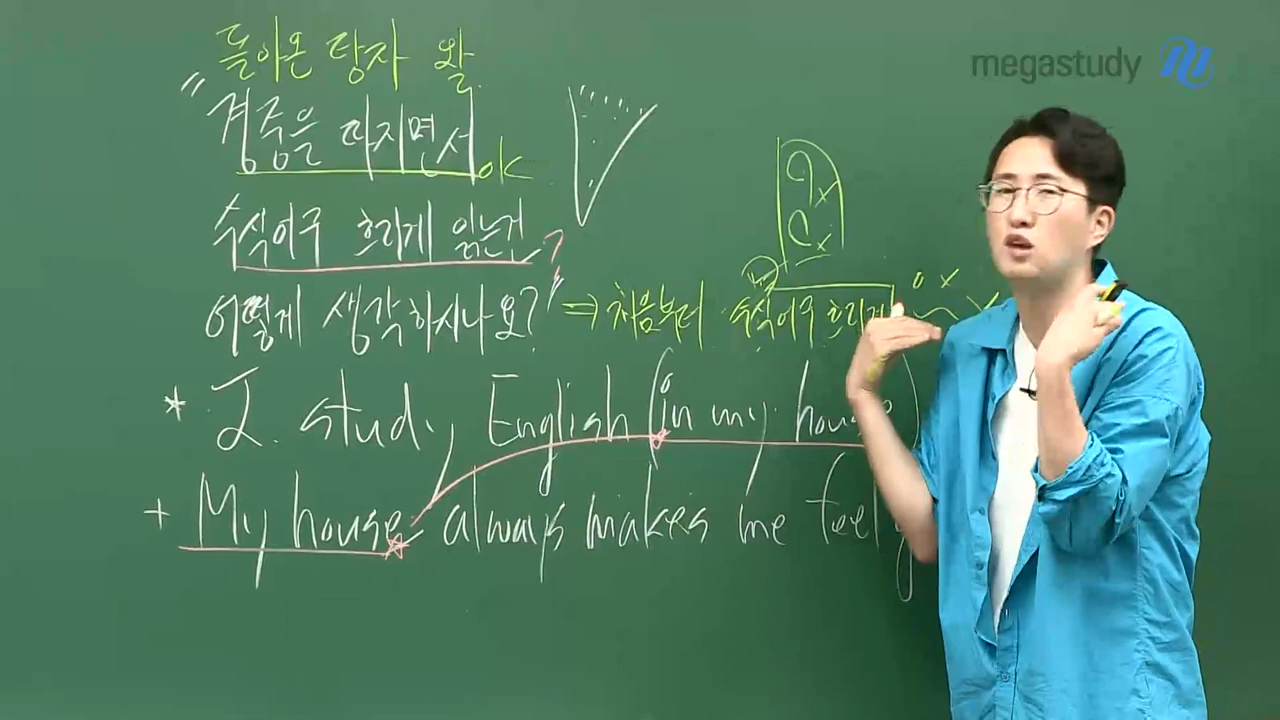 돌아온 탕자 왈
"경중을 따지면서 OK
수식어구 흐리게 읽는건
어떻게 생각하시나요?" ⇒ 처음부터 수식어구 흐리게
* I study English (in my house)
+ My house always makes me feel
megastudy